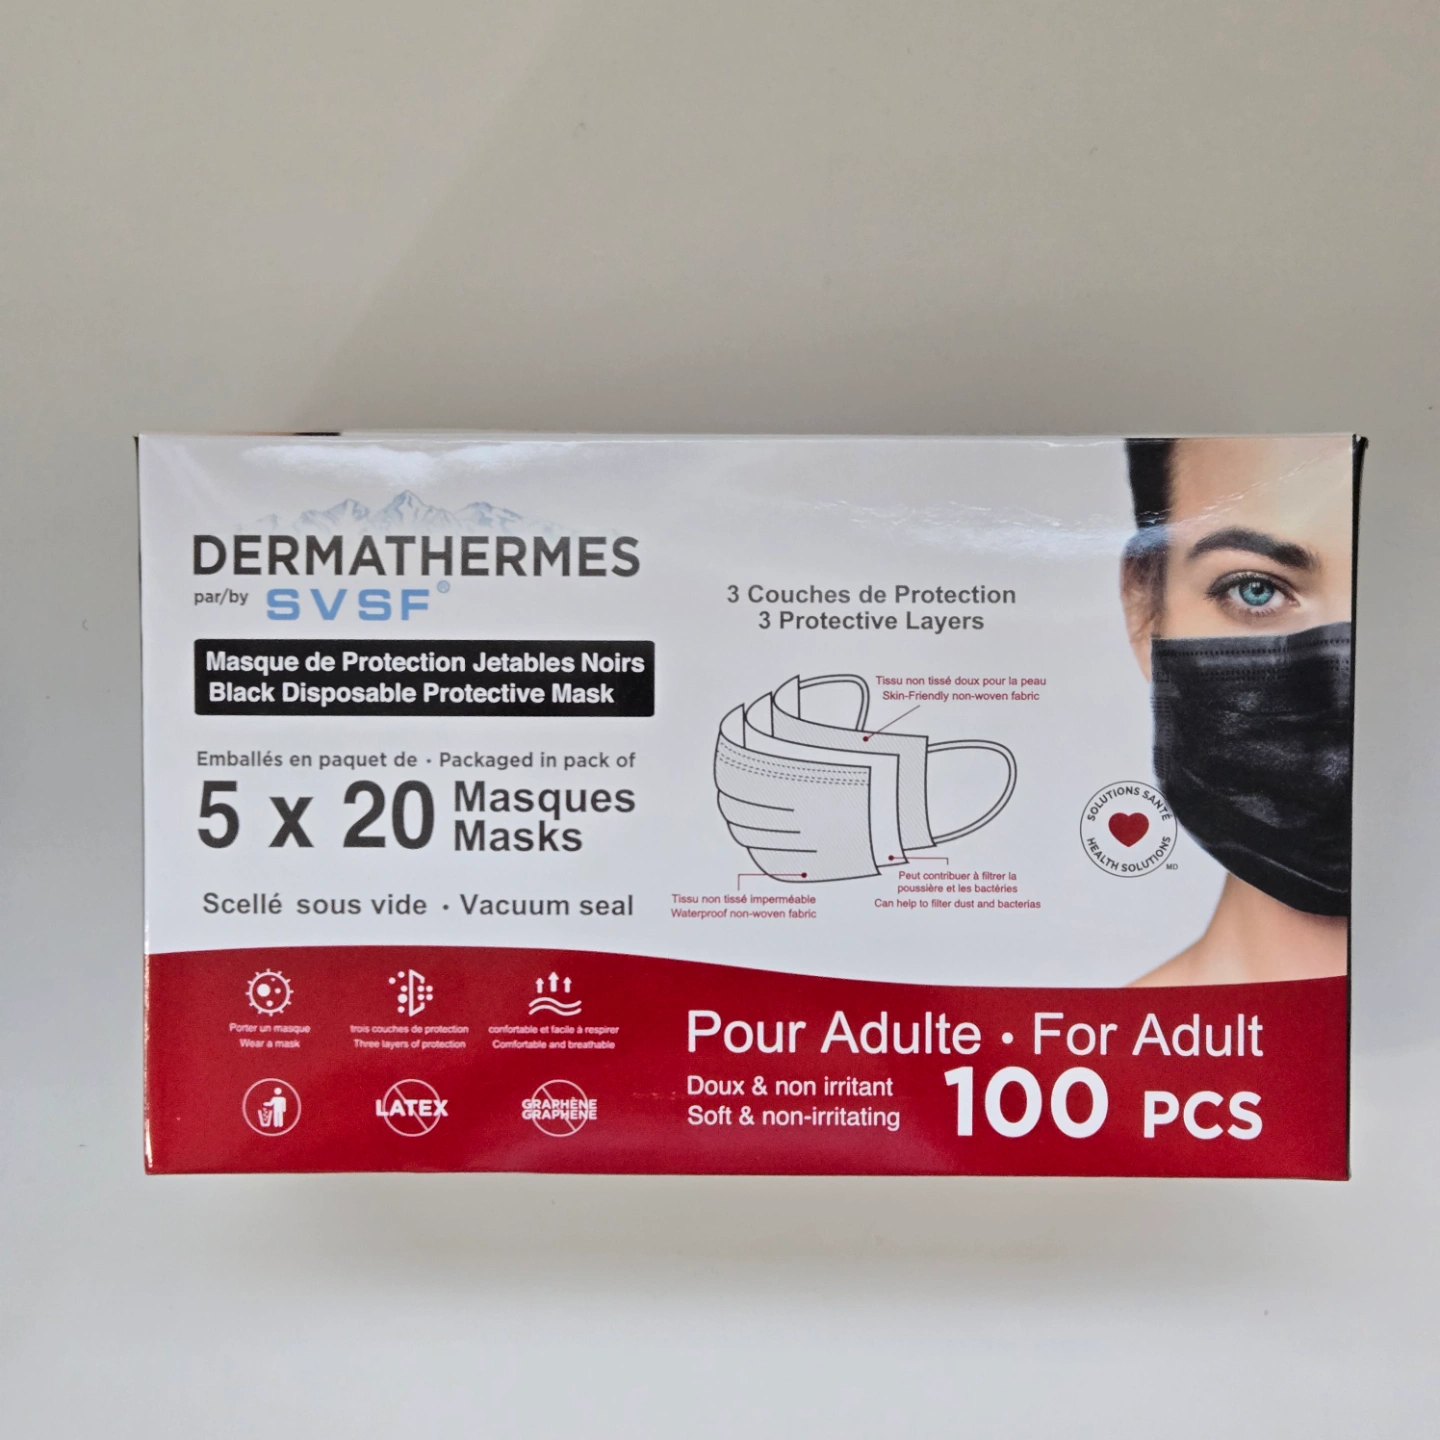 DERMATHERMES
par/by SVSF®
Masque de Protection Jetables Noirs
Black Disposable Protective Mask
Emballés en paquet de · Packaged in pack of
5 x 20 Masques
Masks
Scellé sous vide · Vacuum seal
3 Couches de Protection
3 Protective Layers
Tissu non tissé doux pour la peau
Skin-Friendly non-woven fabric
Peut contribuer à filtrer la
poussière et les bactéries
Can help to filter dust and bacterias
Tissu non tissé imperméable
Waterproof non-woven fabric
SOLUTIONS SANTÉ
HEALTH SOLUTIONS
MD
Porter un masque
Wear a mask
trois couches de protection
Three layers of protection
confortable et facile à respirer
Comfortable and breathable
LATEX
GRAPHÈNE
GRAPHENE
Pour Adulte · For Adult
Doux & non irritant
Soft & non-irritating
100 PCS